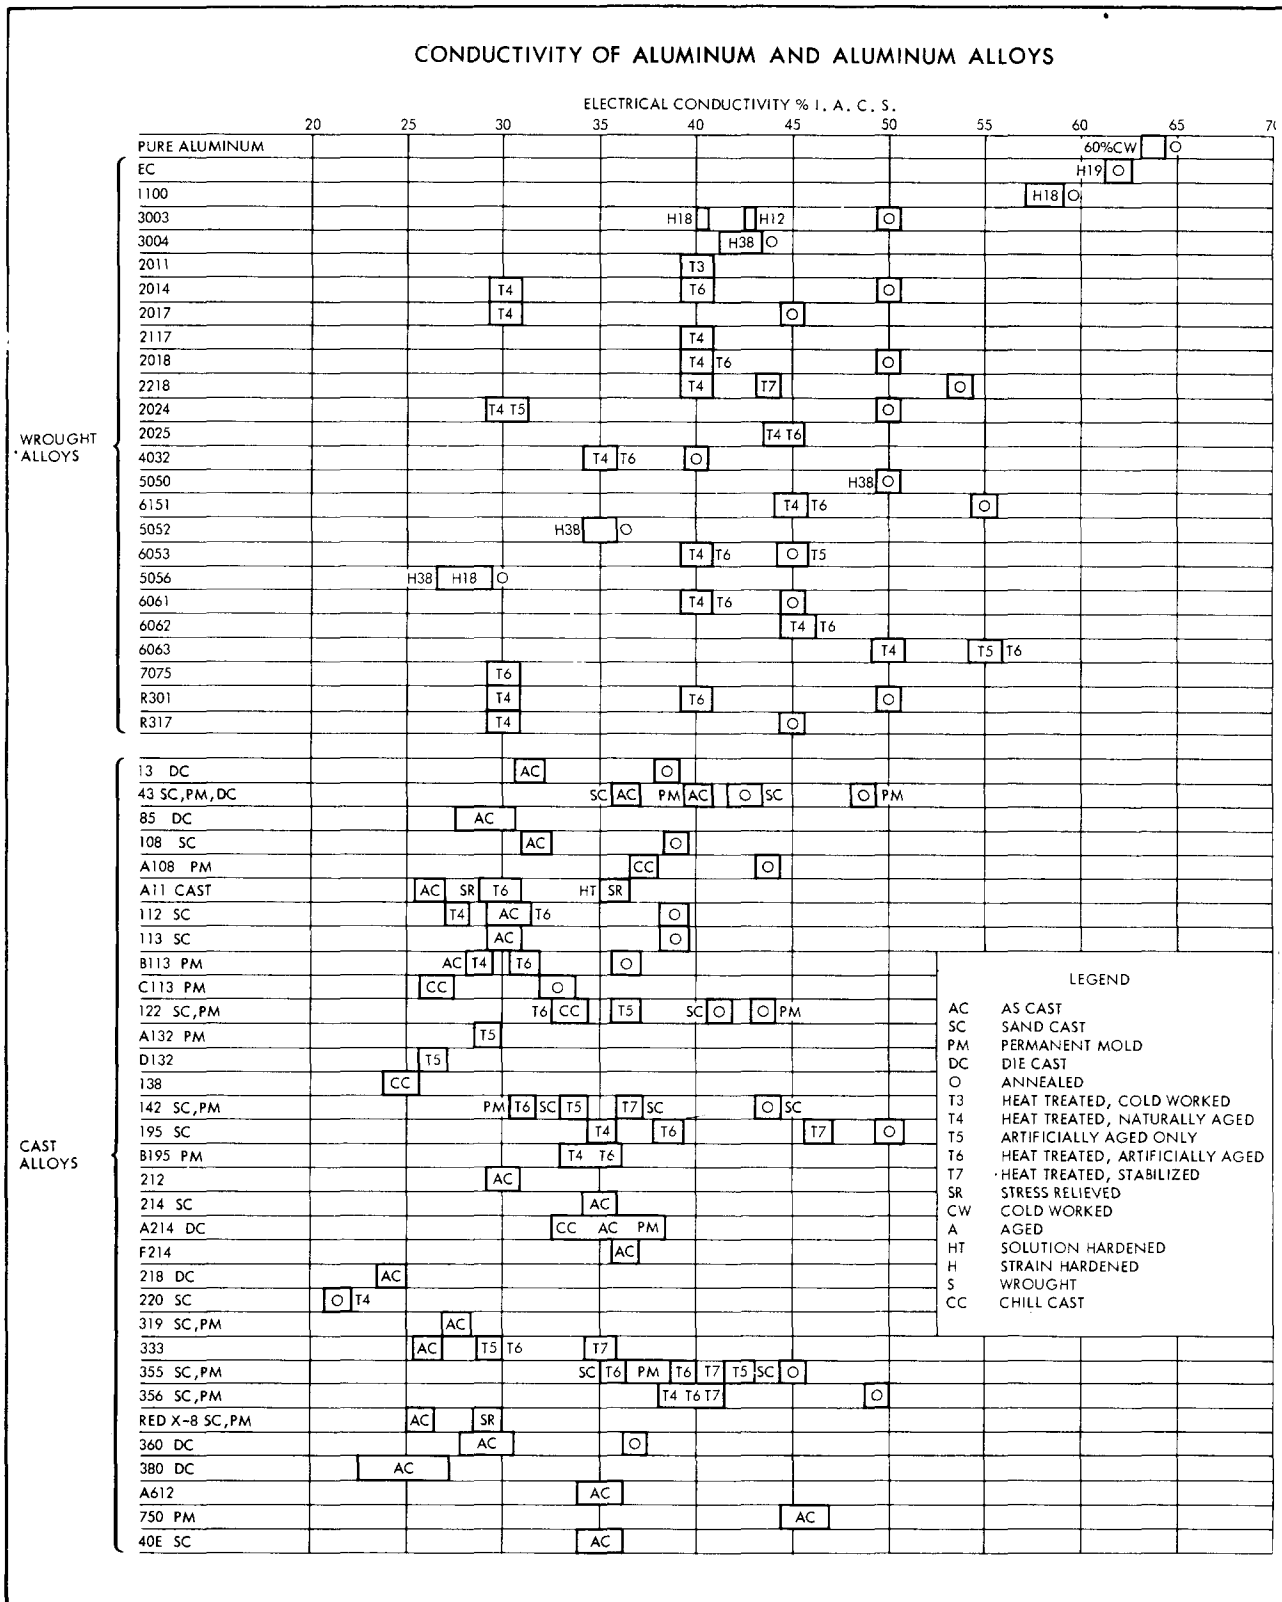 CONDUCTIVITY OF ALUMINUM AND ALUMINUM ALLOYS
ELECTRICAL CONDUCTIVITY % I. A. C. S.
20 25 30 35 40 45 50 55 60 65 70
PURE ALUMINUM 60%CW O
WROUGHT ALLOYS
EC H19 O
1100 H18 O
3003 H18 H12 O
3004 H38 O
2011 T3
2014 T4 T6 O
2017 T4 O
2117 T4
2018 T4 T6 O
2218 T4 T7 O
2024 T4 T5 O
2025 T4 T6
4032 T4 T6 O
5050 H38 O
6151 T4 T6 O
5052 H38 O
6053 T4 T6 O T5
5056 H38 H18 O
6061 T4 T6 O
6062 T4 T6
6063 T4 T5 T6
7075 T6
R301 T4 T6 O
R317 T4 O
CAST ALLOYS
13 DC AC O
43 SC,PM,DC SC AC PM AC O SC O PM
85 DC AC
108 SC AC O
A108 PM CC O
A11 CAST AC SR T6 HT SR
112 SC T4 AC T6 O
113 SC AC O
B113 PM AC T4 T6 O
C113 PM CC O
122 SC,PM T6 CC T5 SC O O PM
A132 PM T5
D132 T5
138 CC
142 SC,PM PM T6 SC T5 T7 SC O SC
195 SC T4 T6 T7 O
B195 PM T4 T6
212 AC
214 SC AC
A214 DC CC AC PM
F214 AC
218 DC AC
220 SC O T4
319 SC,PM AC
333 AC T5 T6 T7
355 SC,PM SC T6 PM T6 T7 T5 SC O
356 SC,PM T4 T6 T7 O
RED X-8 SC,PM AC SR
360 DC AC O
380 DC AC
A612 AC
750 PM AC
40E SC AC
LEGEND
AC AS CAST
SC SAND CAST
PM PERMANENT MOLD
DC DIE CAST
O ANNEALED
T3 HEAT TREATED, COLD WORKED
T4 HEAT TREATED, NATURALLY AGED
T5 ARTIFICIALLY AGED ONLY
T6 HEAT TREATED, ARTIFICIALLY AGED
T7 HEAT TREATED, STABILIZED
SR STRESS RELIEVED
CW COLD WORKED
A AGED
HT SOLUTION HARDENED
H STRAIN HARDENED
S WROUGHT
CC CHILL CAST